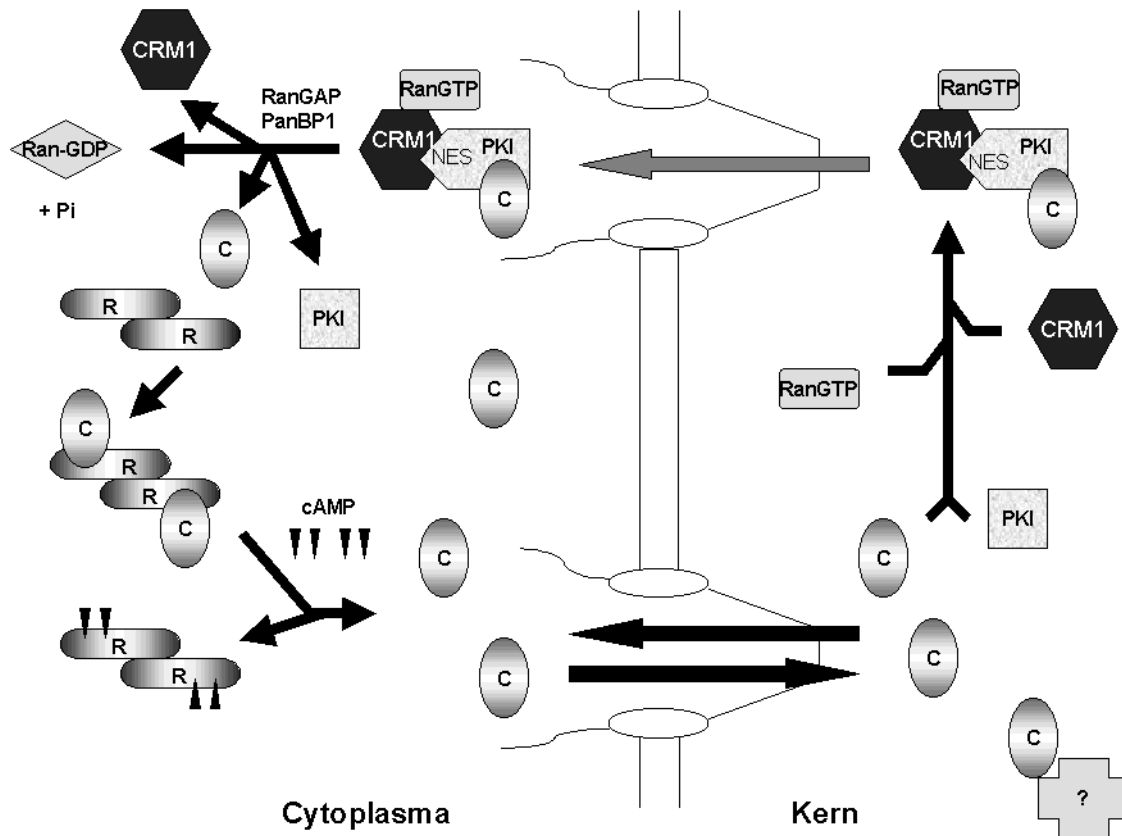 CRM1
RanGAP
PanBP1
RanGTP
CRM1
NES
PKI
C
Ran-GDP
+ Pi
C
R
R
PKI
C
R
R
C
cAMP
R
R
C
C
C
RanGTP
CRM1
NES
PKI
C
CRM1
RanGTP
PKI
C
C
C
?
Cytoplasma
Kern